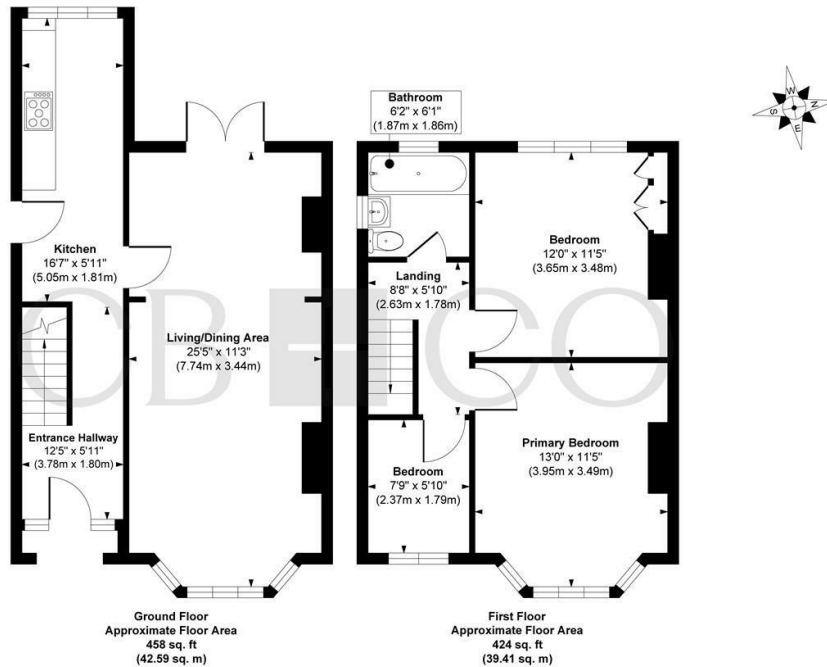 Bathroom
6'2" x 6'1"
(1.87m x 1.86m)
W
N
S
E
Kitchen
16'7" x 5'11"
(5.05m x 1.81m)
Bedroom
12'0" x 11'5"
(3.65m x 3.48m)
Landing
8'8" x 5'10"
(2.63m x 1.78m)
CB CO
Living/Dining Area
25'5" x 11'3"
(7.74m x 3.44m)
Entrance Hallway
12'5" x 5'11"
(3.78m x 1.80m)
Primary Bedroom
13'0" x 11'5"
(3.95m x 3.49m)
Bedroom
7'9" x 5'10"
(2.37m x 1.79m)
Ground Floor
Approximate Floor Area
458 sq. ft
(42.59 sq. m)
First Floor
Approximate Floor Area
424 sq. ft
(39.41 sq. m)